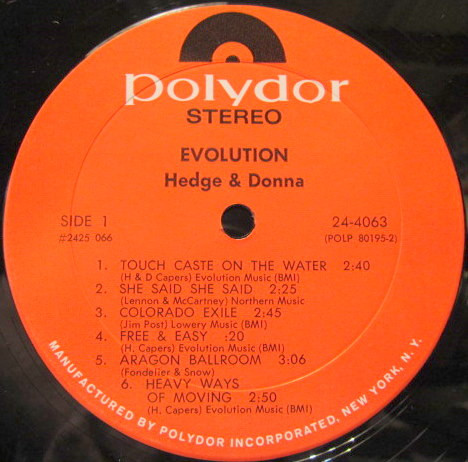 polydor
STEREO
EVOLUTION
Hedge & Donna
SIDE 1 24-4063
#2425 066 (POLP 80195-2)
1. TOUCH CASTE ON THE WATER 2:40
(H & D Capers) Evolution Music (BMI)
2. SHE SAID SHE SAID 2:25
(Lennon & McCartney) Northern Music
3. COLORADO EXILE 2:45
(Jim Post) Lowery Music (BMI)
4. FREE & EASY :20
(H. Capers) Evolution Music (BMI)
5. ARAGON BALLROOM 3:06
(Fondelier & Snow)
6. HEAVY WAYS
OF MOVING 2:50
(H. Capers) Evolution Music (BMI)
MANUFACTURED BY POLYDOR INCORPORATED, NEW YORK, N.Y.